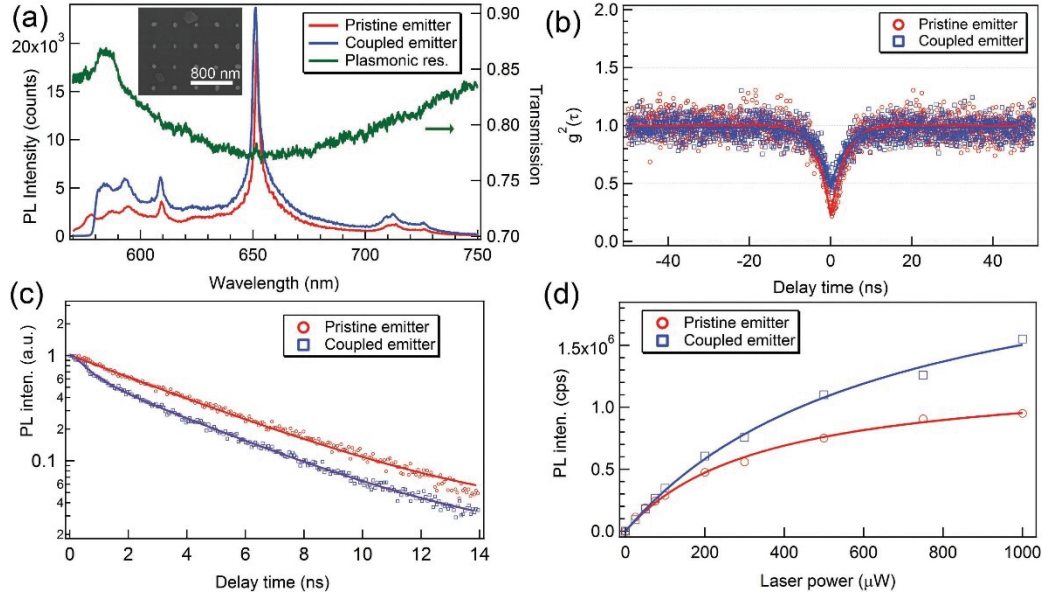 (a)
Pristine emitter
Coupled emitter
Plasmonic res.
800 nm
20x10³
15
10
5
0
PL Intensity (counts)
0.90
0.85
0.80
0.75
0.70
Transmission
600
650
700
750
Wavelength (nm)
(b)
Pristine emitter
Coupled emitter
2.0
1.5
1.0
0.5
0.0
g²(τ)
-40
-20
0
20
40
Delay time (ns)
(c)
Pristine emitter
Coupled emitter
2
1
8
6
4
2
0.1
8
6
4
2
PL inten. (a.u.)
0
2
4
6
8
10
12
14
Delay time (ns)
(d)
Pristine emitter
Coupled emitter
1.5x10⁶
1.0
0.5
0.0
PL inten. (cps)
0
200
400
600
800
1000
Laser power (μW)